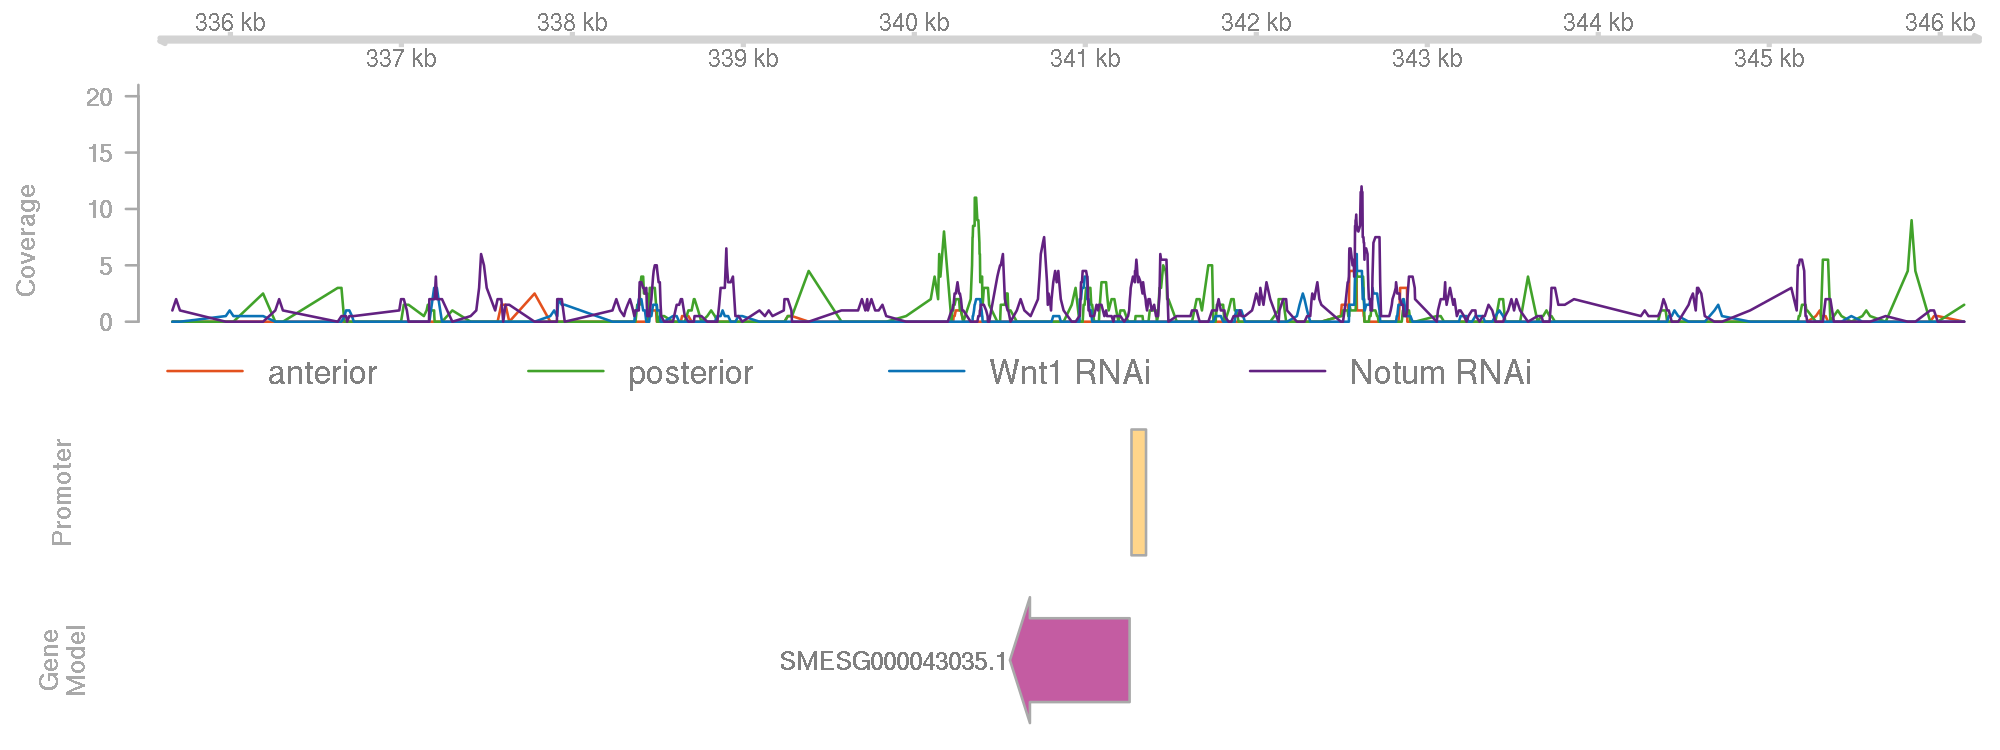 336 kb 338 kb 340 kb 342 kb 344 kb 346 kb
337 kb 339 kb 341 kb 343 kb 345 kb
20
15
10
5
0
Coverage
anterior posterior Wnt1 RNAi Notum RNAi
Promoter
Gene
Model
SMESG000043035.1